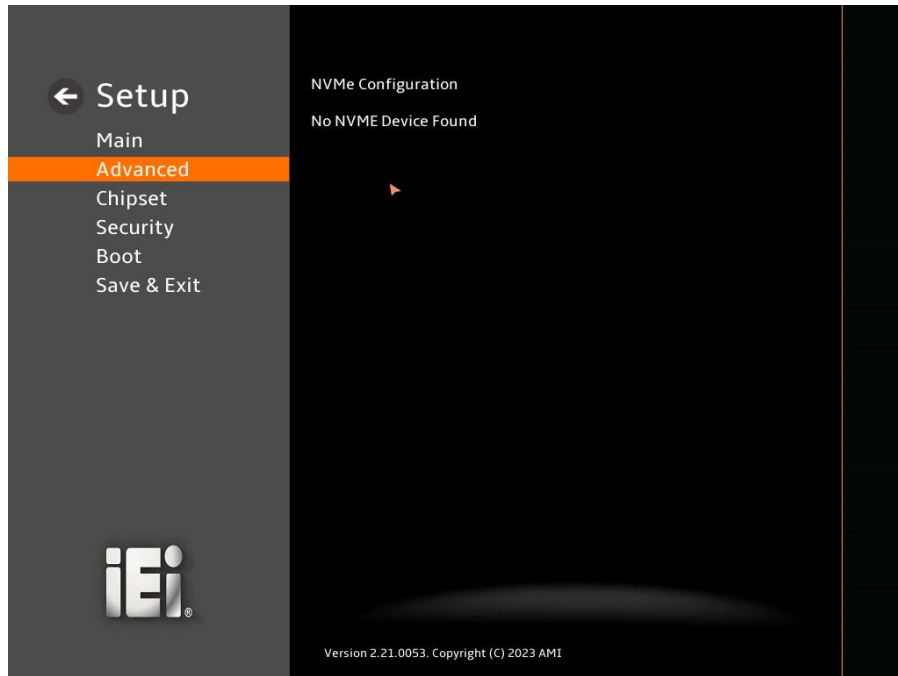 Setup
Main
Advanced
Chipset
Security
Boot
Save & Exit
iEi®
NVMe Configuration
No NVME Device Found
Version 2.21.0053. Copyright (C) 2023 AMI